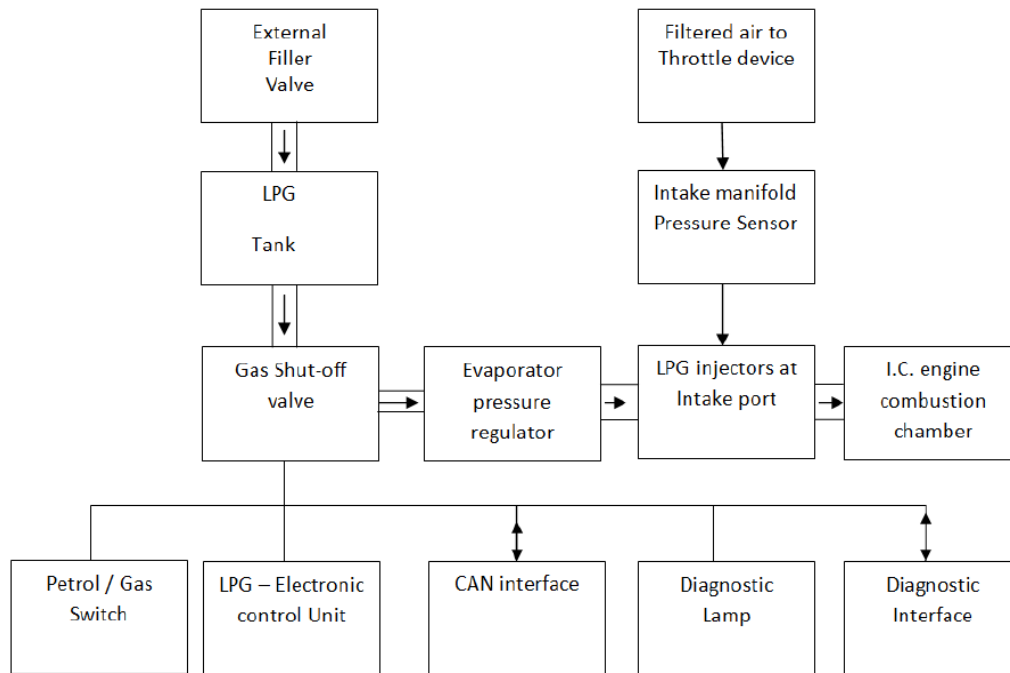 External
Filler
Valve
Filtered air to
Throttle device
LPG
Tank
Intake manifold
Pressure Sensor
Gas Shut-off
valve
Evaporator
pressure
regulator
LPG injectors at
Intake port
I.C. engine
combustion
chamber
Petrol / Gas
Switch
LPG – Electronic
control Unit
CAN interface
Diagnostic
Lamp
Diagnostic
Interface